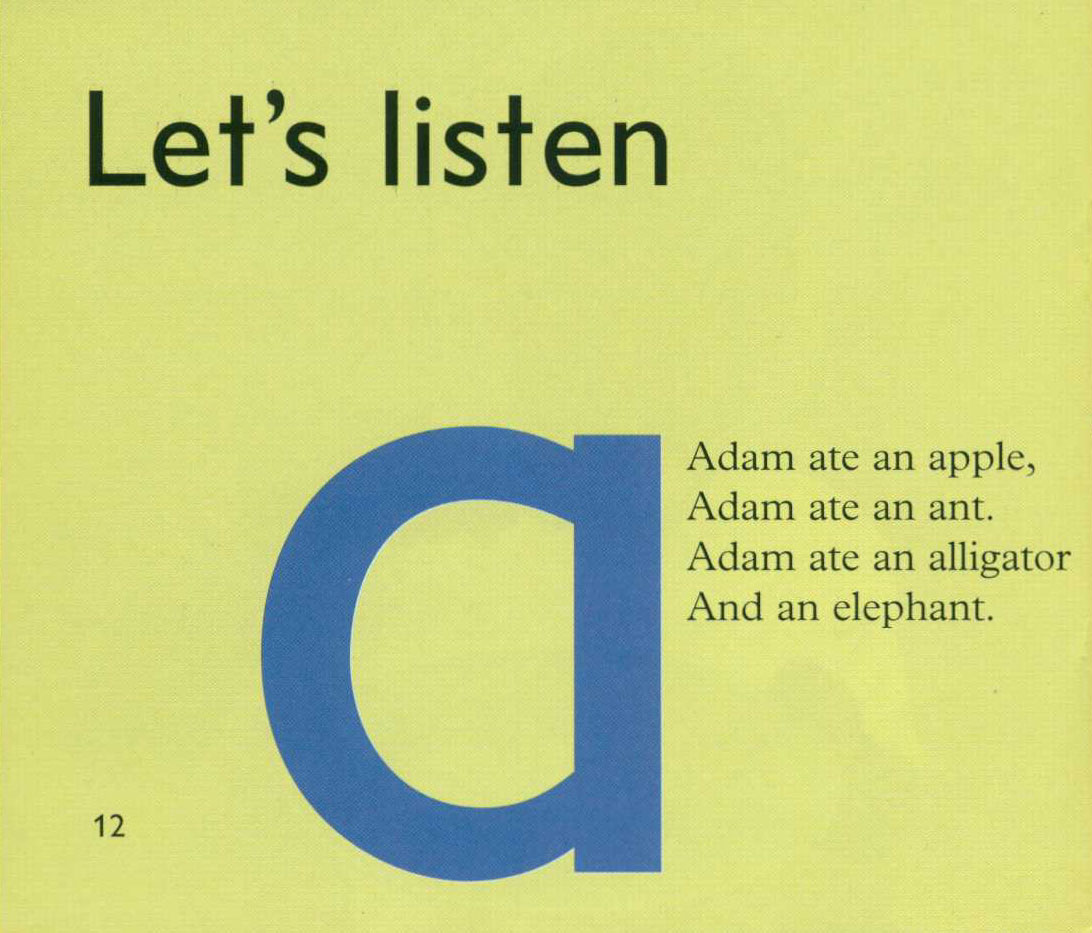 Let's listen
a
Adam ate an apple,
Adam ate an ant.
Adam ate an alligator
And an elephant.
12